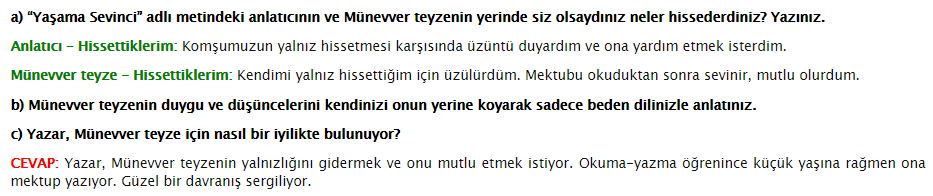 a) “Yaşama Sevinci” adlı metindeki anlatıcının ve Münevver teyzenin yerinde siz olsaydınız neler hissederdiniz? Yazınız.
Anlatıcı – Hissettiklerim: Komşumuzun yalnız hissetmesi karşısında üzüntü duyardım ve ona yardım etmek isterdim.
Münevver teyze – Hissettiklerim: Kendimi yalnız hissettiğim için üzülürdüm. Mektubu okuduktan sonra sevinir, mutlu olurdum.
b) Münevver teyzenin duygu ve düşüncelerini kendinizi onun yerine koyarak sadece beden dilinizle anlatınız.
c) Yazar, Münevver teyze için nasıl bir iyilikte bulunuyor?
CEVAP: Yazar, Münevver teyzenin yalnızlığını gidermek ve onu mutlu etmek istiyor. Okuma-yazma öğrenince küçük yaşına rağmen ona
mektup yazıyor. Güzel bir davranış sergiliyor.